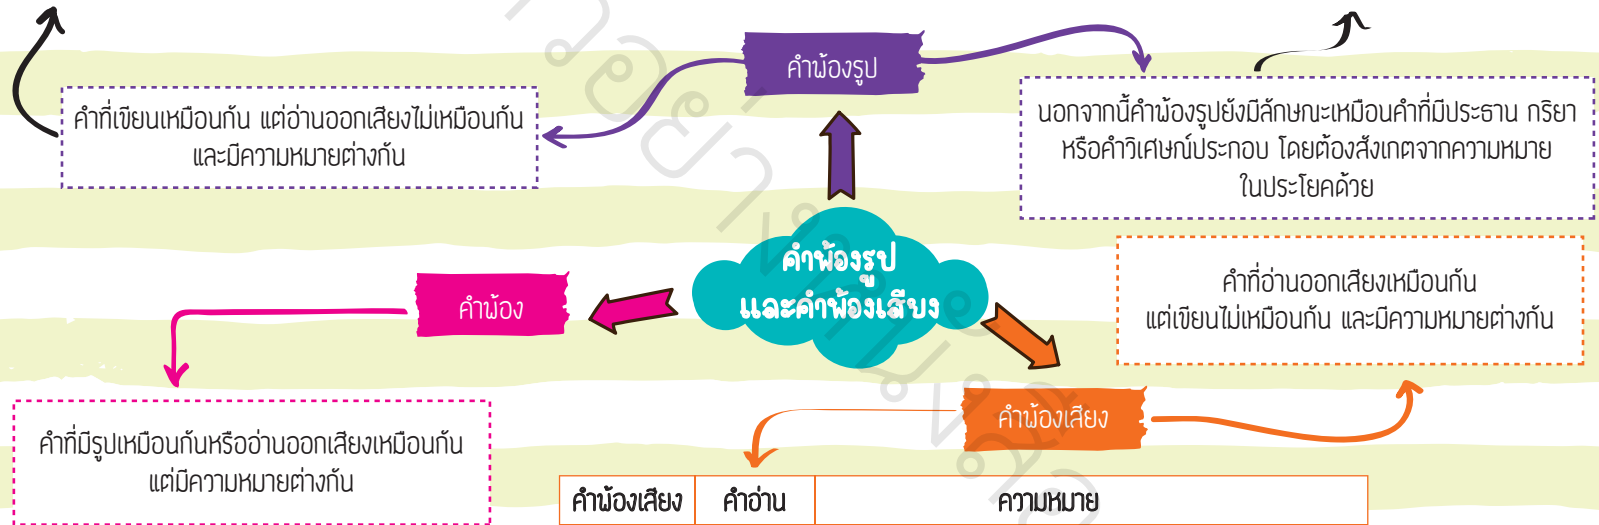 คำพ้องรูป
คำที่เขียนเหมือนกัน แต่อ่านออกเสียงไม่เหมือนกัน
และมีความหมายต่างกัน
นอกจากนี้คำพ้องรูปยังมีลักษณะเหมือนคำที่มีประธาน กริยา
หรือคำวิเศษณ์ประกอบ โดยต้องสังเกตจากความหมาย
ในประโยคด้วย
คำพ้องรูป
และคำพ้องเสียง
คำพ้อง
คำที่มีรูปเหมือนกันหรืออ่านออกเสียงเหมือนกัน
แต่มีความหมายต่างกัน
คำที่อ่านออกเสียงเหมือนกัน
แต่เขียนไม่เหมือนกัน และมีความหมายต่างกัน
คำพ้องเสียง
คำพ้องเสียง คำอ่าน ความหมาย